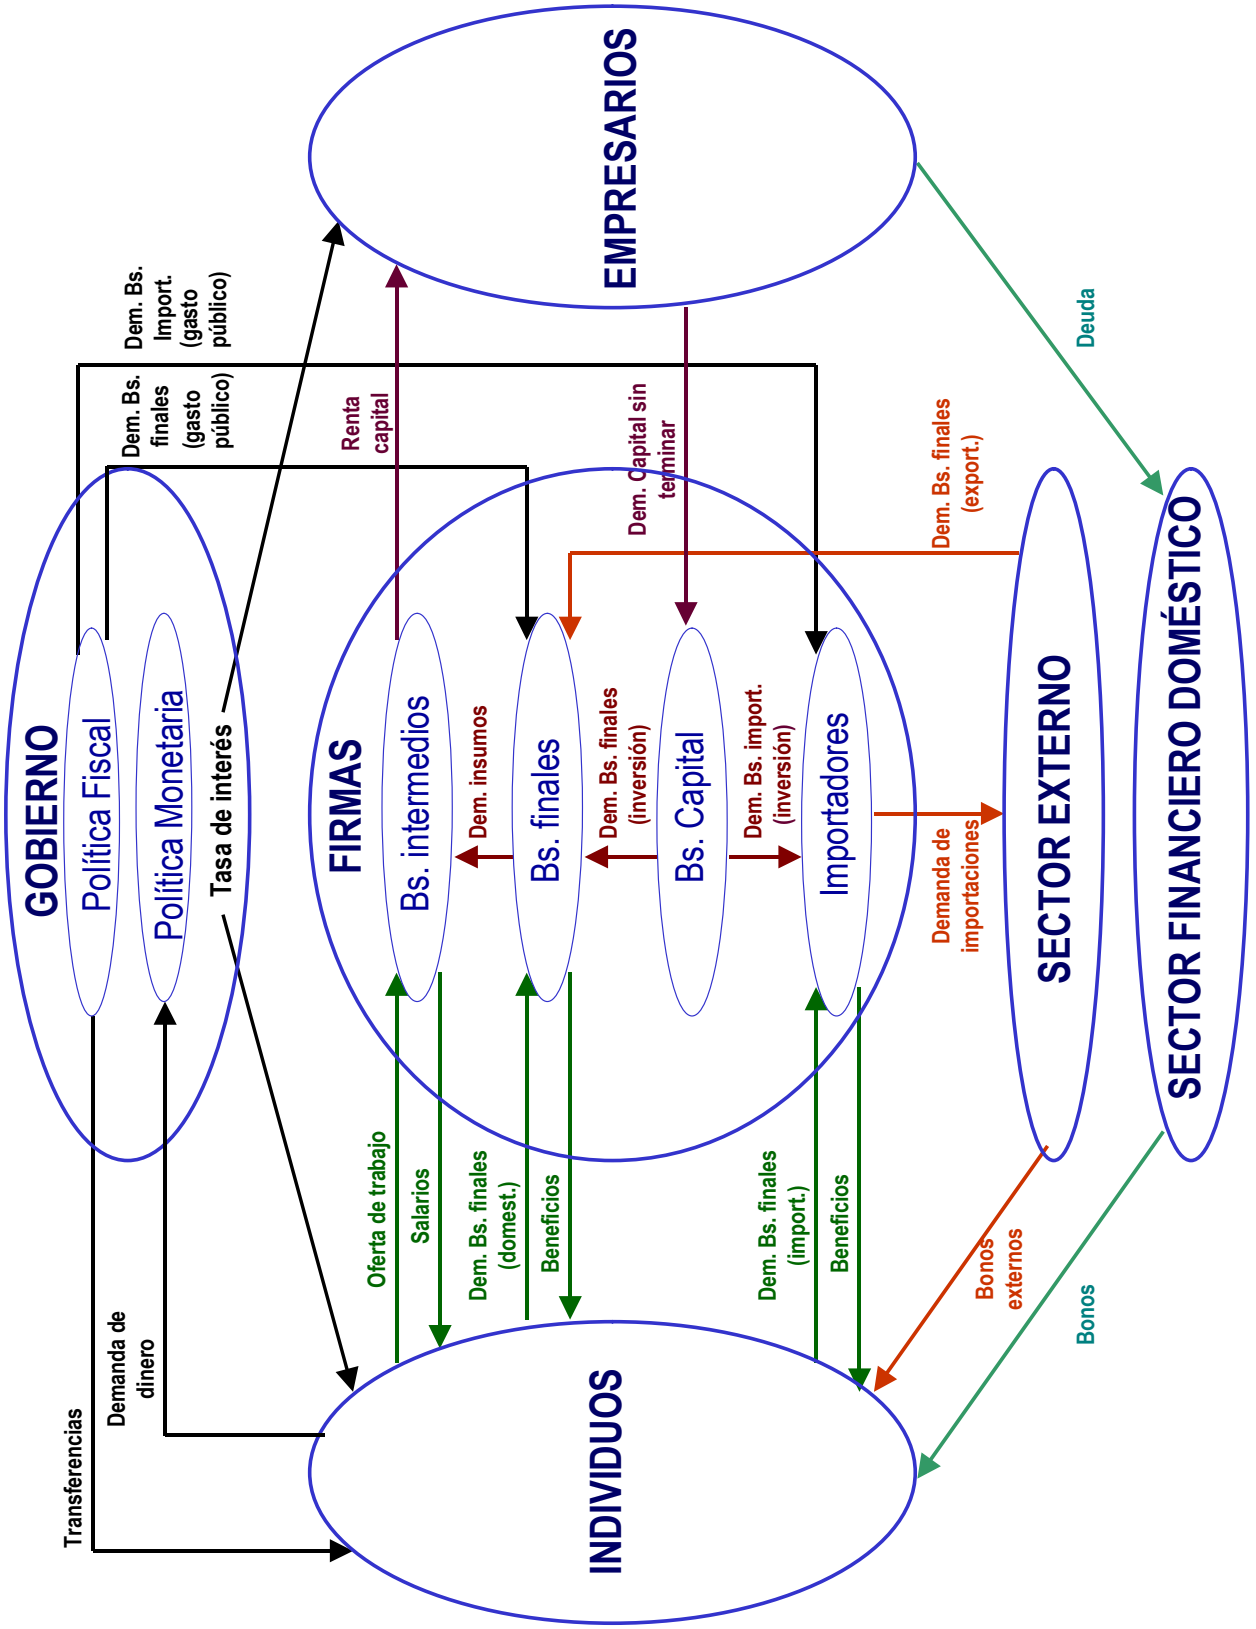 GOBIERNO
Política Fiscal
Política Monetaria
Tasa de interés
Transferencias
Demanda de
dinero
Dem. Bs.
finales
(gasto
público)
Dem. Bs.
Import.
(gasto
público)
FIRMAS
Bs. intermedios
Dem. insumos
Bs. finales
Dem. Bs. finales
(inversión)
Bs. Capital
Dem. Bs. import.
(inversión)
Importadores
Oferta de trabajo
Salarios
Dem. Bs. finales
(domest.)
Beneficios
Dem. Bs. finales
(import.)
Beneficios
Renta
capital
Dem. Capital sin
terminar
INDIVIDUOS
EMPRESARIOS
Demanda de
importaciones
Dem. Bs. finales
(export.)
Bonos
externos
SECTOR EXTERNO
Bonos
Deuda
SECTOR FINANCIERO DOMÉSTICO